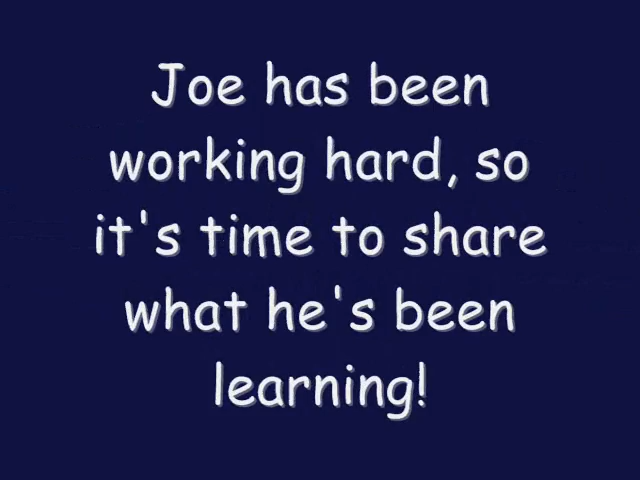 Joe has been
working hard, so
it's time to share
what he's been
learning!